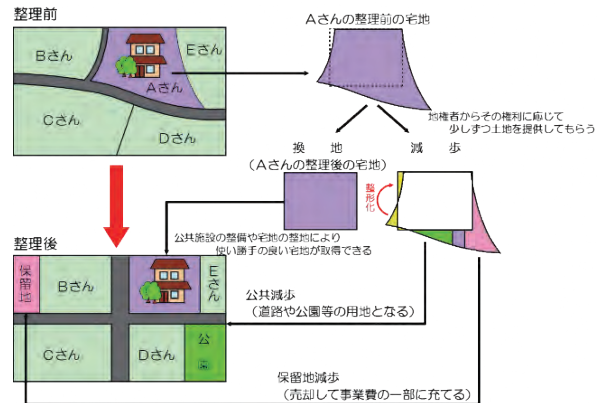 整理前
Bさん
Eさん
Aさん
Cさん
Dさん
Aさんの整理前の宅地
地権者からその権利に応じて
少しずつ土地を提供してもらう
換　地
（Aさんの整理後の宅地）
減　歩
整形化
公共施設の整備や宅地の整地により
使い勝手の良い宅地が取得できる
整理後
保留地
Bさん
Aさん
Eさん
Cさん
Dさん
公園
公共減歩
（道路や公園等の用地となる）
保留地減歩
（売却して事業費の一部に充てる）